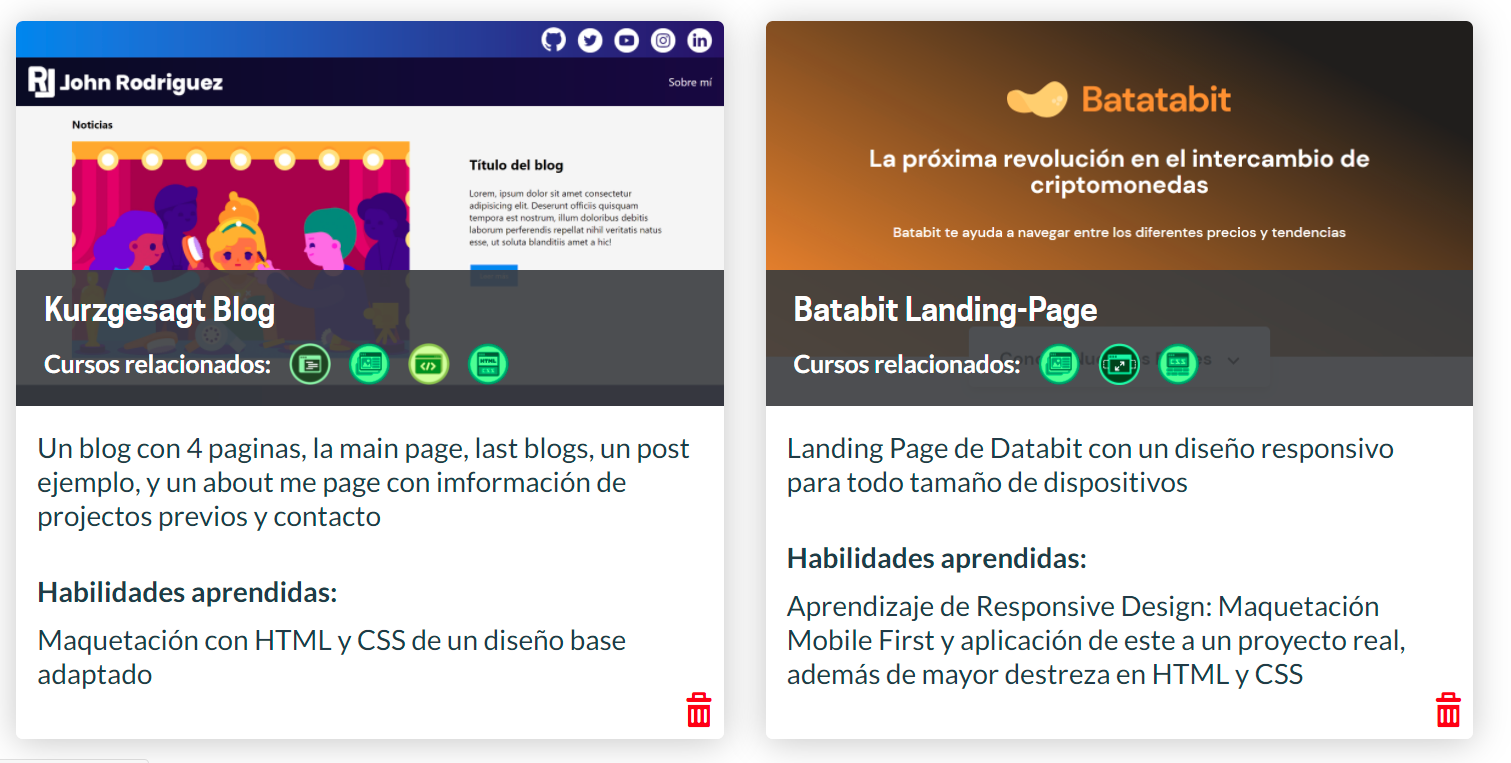 John Rodriguez
Sobre mí
Noticias
Título del blog
Lorem, ipsum dolor sit amet consectetur
adipisicing elit. Deserunt officiis quisquam
tempora est nostrum, illum doloribus debitis
laborum perferendis repellat nihil veritatis natus
esse, ut soluta blanditiis amet a hic!
Kurzgesagt Blog
Cursos relacionados:
HTML
CSS
Un blog con 4 paginas, la main page, last blogs, un post
ejemplo, y un about me page con imformación de
projectos previos y contacto
Habilidades aprendidas:
Maquetación con HTML y CSS de un diseño base
adaptado
Batatabit
La próxima revolución en el intercambio de
criptomonedas
Batabit te ayuda a navegar entre los diferentes precios y tendencias
Batabit Landing-Page
Cursos relacionados:
CSS
Landing Page de Databit con un diseño responsivo
para todo tamaño de dispositivos
Habilidades aprendidas:
Aprendizaje de Responsive Design: Maquetación
Mobile First y aplicación de este a un proyecto real,
además de mayor destreza en HTML y CSS